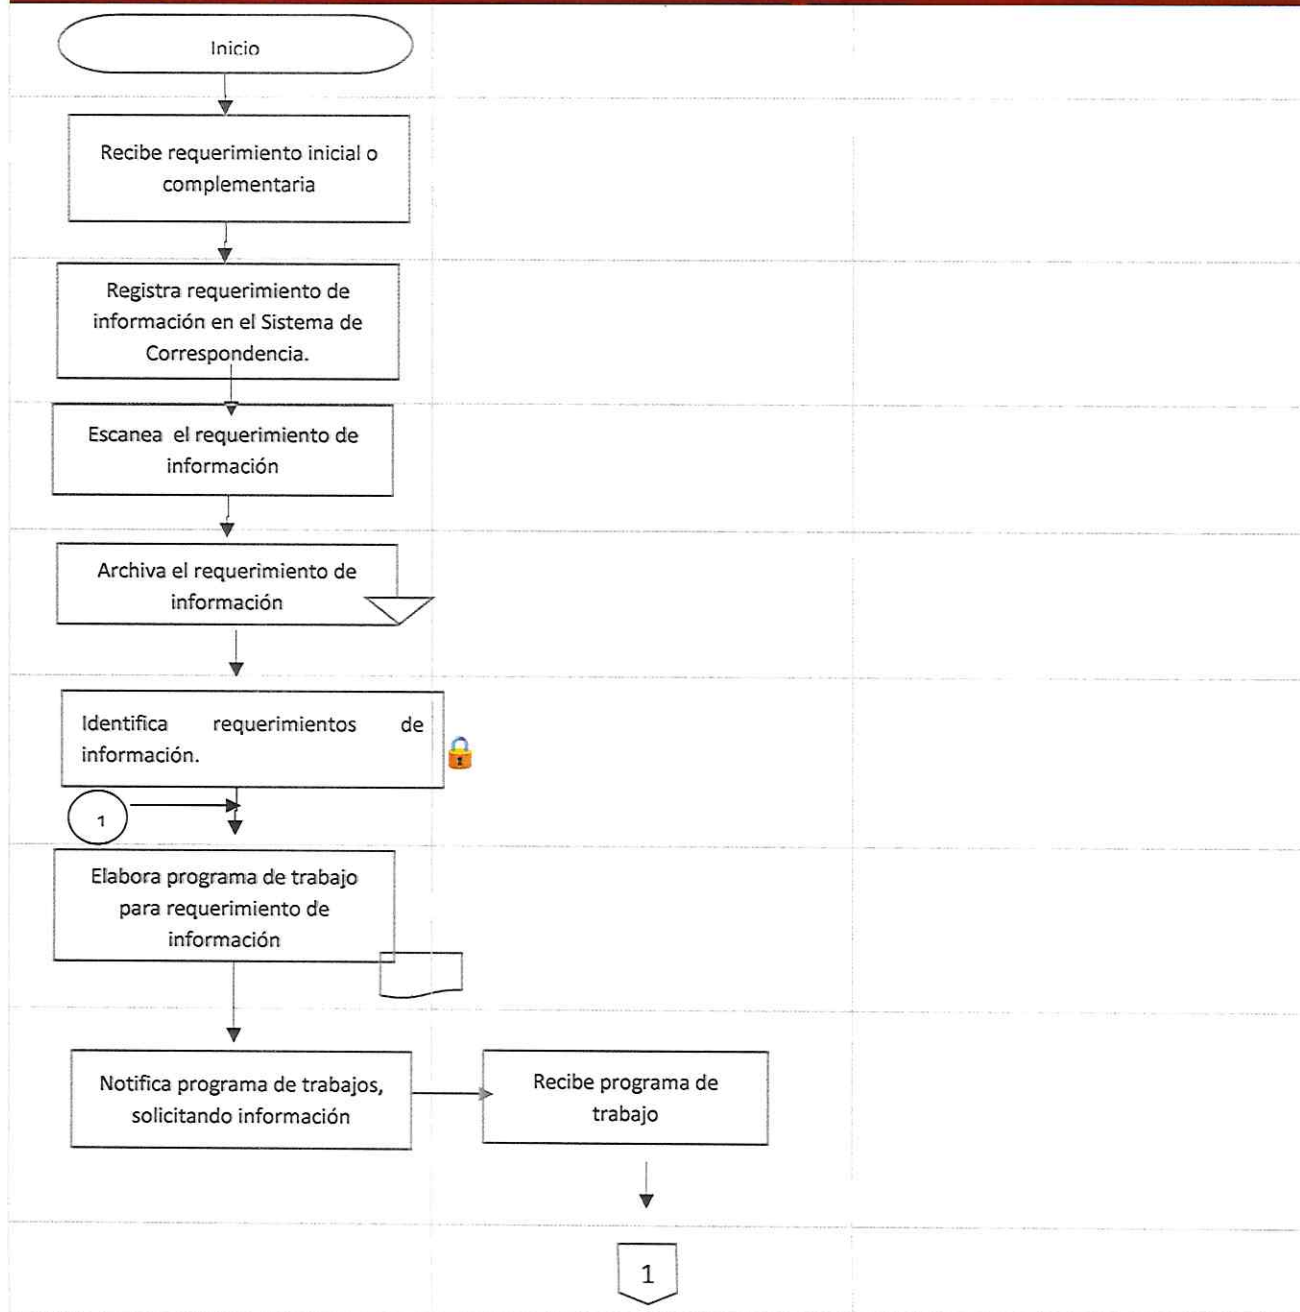 Inicio
Recibe requerimiento inicial o
complementaria
Registra requerimiento de
información en el Sistema de
Correspondencia.
Escanea el requerimiento de
información
Archiva el requerimiento de
información
Identifica requerimientos de
información.
1
Elabora programa de trabajo
para requerimiento de
información
Notifica programa de trabajos,
solicitando información
Recibe programa de
trabajo
1